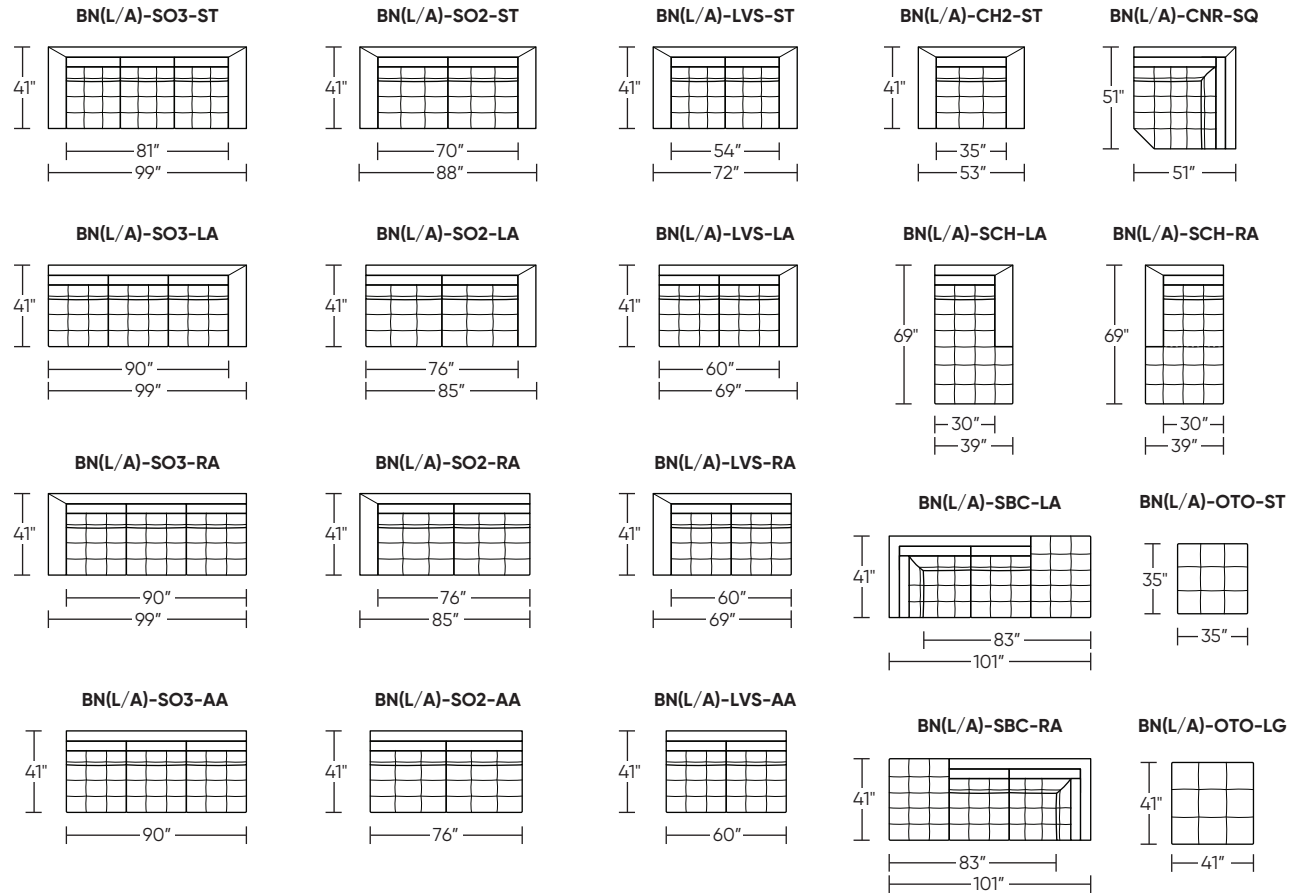 BN(L/A)-SO3-ST
41"
81"
99"
BN(L/A)-SO2-ST
41"
70"
88"
BN(L/A)-LVS-ST
41"
54"
72"
BN(L/A)-CH2-ST
41"
35"
53"
BN(L/A)-CNR-SQ
51"
51"
BN(L/A)-SO3-LA
41"
90"
99"
BN(L/A)-SO2-LA
41"
76"
85"
BN(L/A)-LVS-LA
41"
60"
69"
BN(L/A)-SCH-LA
69"
30"
39"
BN(L/A)-SCH-RA
69"
30"
39"
BN(L/A)-SO3-RA
41"
90"
99"
BN(L/A)-SO2-RA
41"
76"
85"
BN(L/A)-LVS-RA
41"
60"
69"
BN(L/A)-SBC-LA
41"
83"
101"
BN(L/A)-OTO-ST
35"
35"
BN(L/A)-SO3-AA
41"
90"
BN(L/A)-SO2-AA
41"
76"
BN(L/A)-LVS-AA
41"
60"
BN(L/A)-SBC-RA
41"
83"
101"
BN(L/A)-OTO-LG
41"
41"